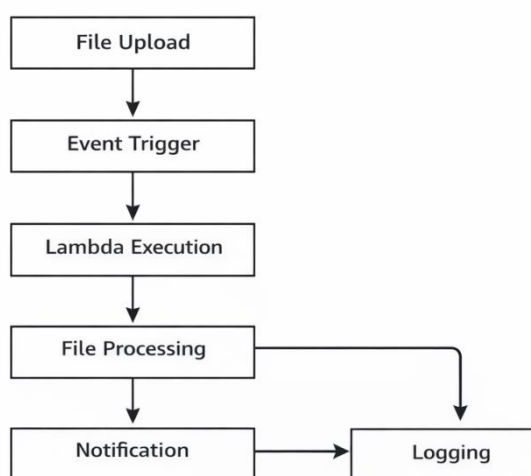 File Upload
Event Trigger
Lambda Execution
File Processing
Notification
Logging